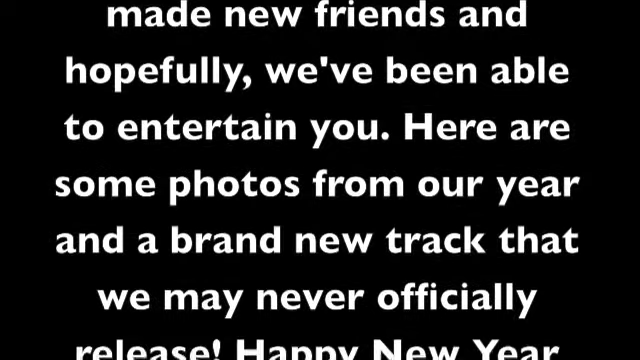 made new friends and
hopefully, we've been able
to entertain you. Here are
some photos from our year
and a brand new track that
we may never officially
release! Happy New Year